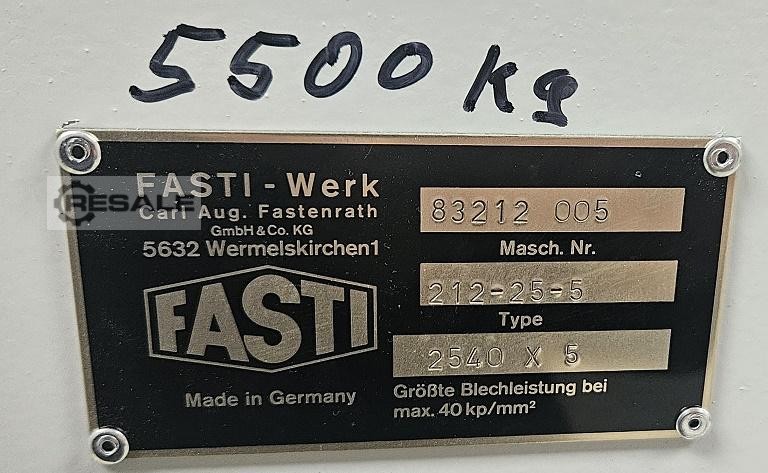 5500 kg
RESALE
FASTI-Werk
Carl Aug. Fastenrath
GmbH & Co. KG
5632 Wermelskirchen1
FASTI
Made in Germany
83212 005
Masch. Nr.
212-25-5
Type
2540 X 5
Größte Blechleistung bei
max. 40 kp/mm²